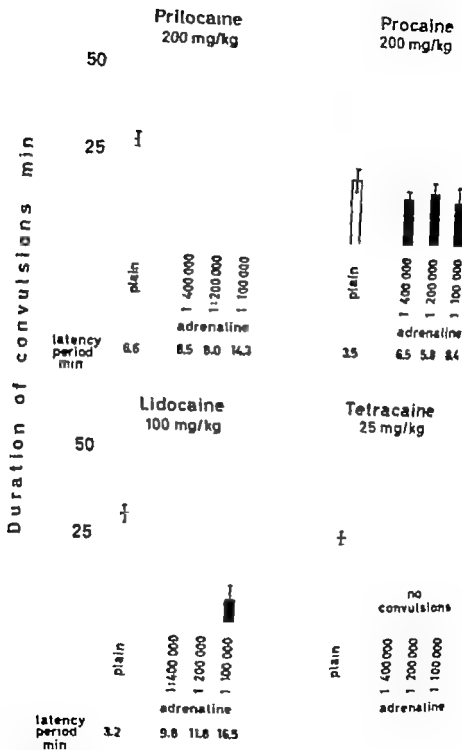 Duration of convulsions min
Prilocaine
200 mg/kg
50
25
plain
1 400 000
1:200 000
1 100 000
adrenaline
latency
period
min
6.6
8.5
8.0
14.3
Procaine
200 mg/kg
plain
1 400 000
1 200 000
1 100 000
adrenaline
3.5
6.5
5.8
8.4
Lidocaine
100 mg/kg
50
25
plain
1:400 000
1 200 000
1 100 000
adrenaline
latency
period
min
3.2
9.8
11.8
16.5
Tetracaine
25 mg/kg
no
convulsions
plain
1 400 000
1 200 000
1 100 000
adrenaline